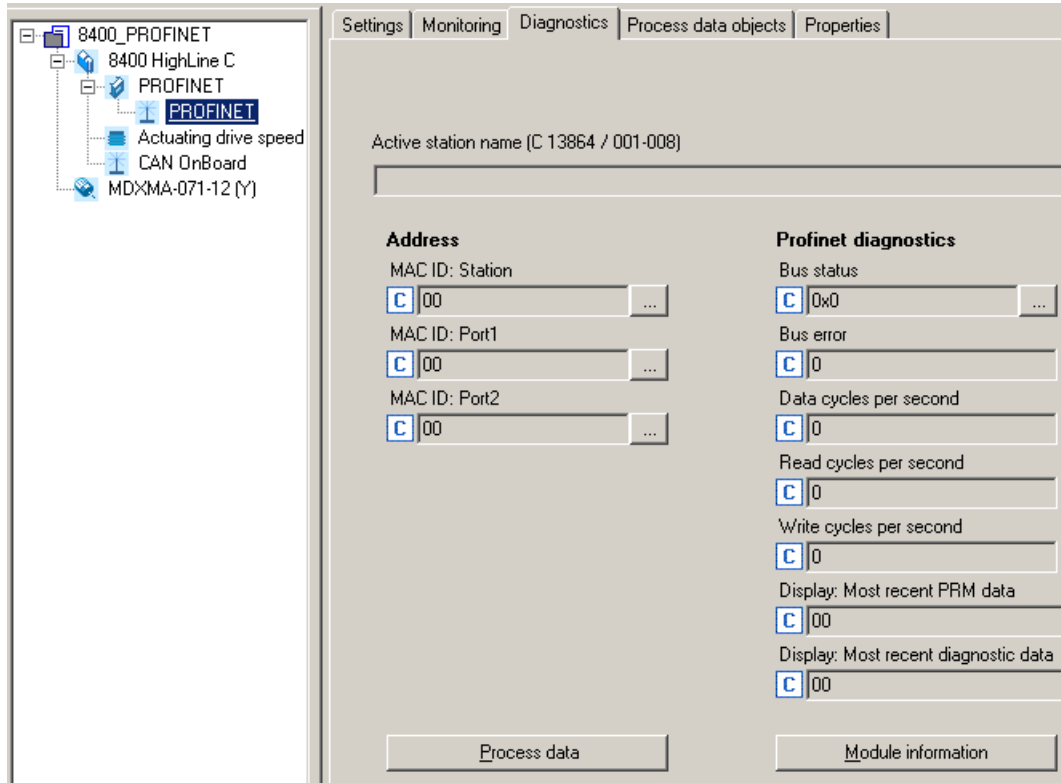 8400_PROFINET
8400 HighLine C
PROFINET
PROFINET
Actuating drive speed
CAN OnBoard
MDXMA-071-12 (Y)
Settings Monitoring Diagnostics Process data objects Properties
Active station name (C 13864 / 001-008)
Address
MAC ID: Station
C 00 ...
MAC ID: Port1
C 00 ...
MAC ID: Port2
C 00 ...
Process data
Profinet diagnostics
Bus status
C 0x0 ...
Bus error
C 0
Data cycles per second
C 0
Read cycles per second
C 0
Write cycles per second
C 0
Display: Most recent PRM data
C 00
Display: Most recent diagnostic data
C 00
Module information